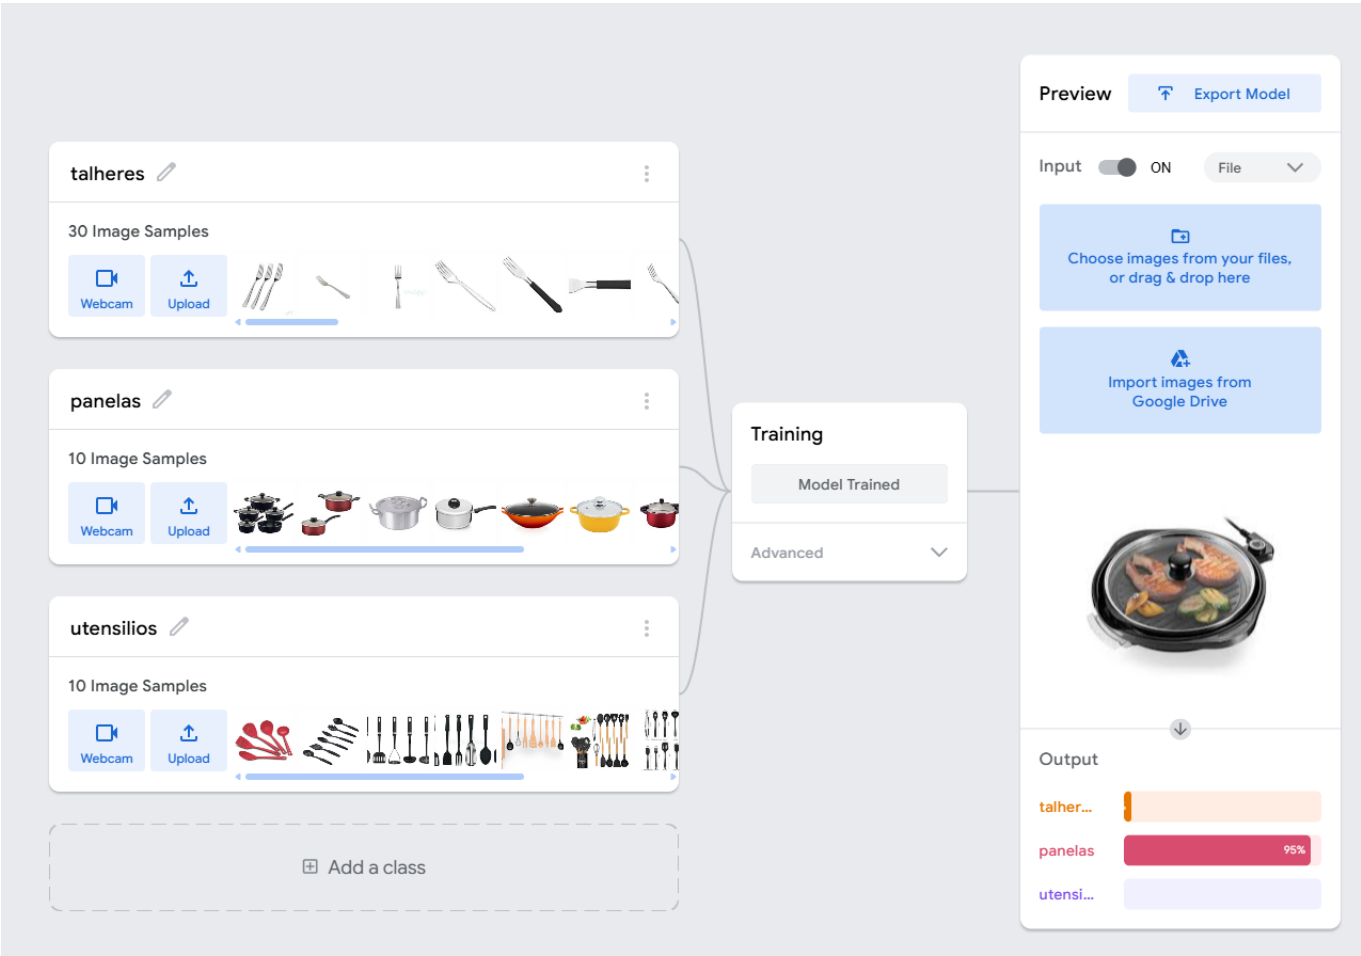 talheres
30 Image Samples
Webcam
Upload
panelas
10 Image Samples
Webcam
Upload
utensilios
10 Image Samples
Webcam
Upload
Add a class
Training
Model Trained
Advanced
Preview
Export Model
Input
ON
File
Choose images from your files,
or drag & drop here
Import images from
Google Drive
Output
talher...
panelas
95%
utensi...